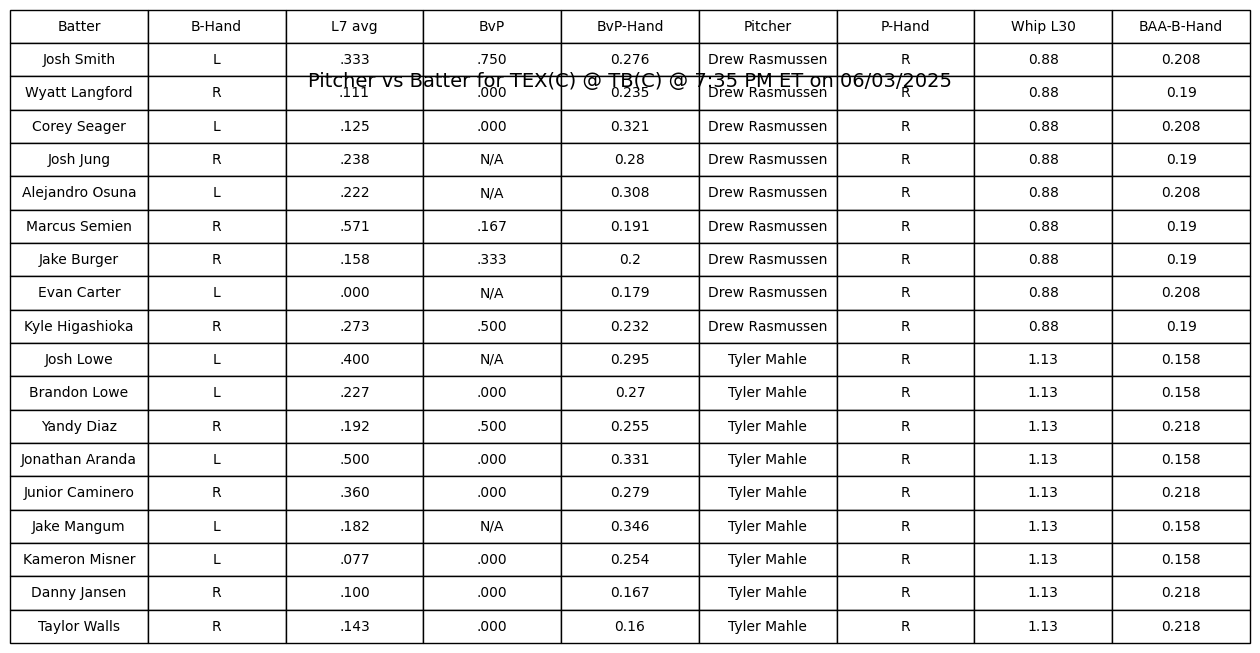 Batter B-Hand L7 avg BvP BvP-Hand Pitcher P-Hand Whip L30 BAA-B-Hand
Josh Smith L .333 .750 0.276 Drew Rasmussen R 0.88 0.208
Pitcher vs Batter for TEX(C) @ TB(C) @ 7:35 PM ET on 06/03/2025
Wyatt Langford R .111 .000 0.235 Drew Rasmussen R 0.88 0.19
Corey Seager L .125 .000 0.321 Drew Rasmussen R 0.88 0.208
Josh Jung R .238 N/A 0.28 Drew Rasmussen R 0.88 0.19
Alejandro Osuna L .222 N/A 0.308 Drew Rasmussen R 0.88 0.208
Marcus Semien R .571 .167 0.191 Drew Rasmussen R 0.88 0.19
Jake Burger R .158 .333 0.2 Drew Rasmussen R 0.88 0.19
Evan Carter L .000 N/A 0.179 Drew Rasmussen R 0.88 0.208
Kyle Higashioka R .273 .500 0.232 Drew Rasmussen R 0.88 0.19
Josh Lowe L .400 N/A 0.295 Tyler Mahle R 1.13 0.158
Brandon Lowe L .227 .000 0.27 Tyler Mahle R 1.13 0.158
Yandy Diaz R .192 .500 0.255 Tyler Mahle R 1.13 0.218
Jonathan Aranda L .500 .000 0.331 Tyler Mahle R 1.13 0.158
Junior Caminero R .360 .000 0.279 Tyler Mahle R 1.13 0.218
Jake Mangum L .182 N/A 0.346 Tyler Mahle R 1.13 0.158
Kameron Misner L .077 .000 0.254 Tyler Mahle R 1.13 0.158
Danny Jansen R .100 .000 0.167 Tyler Mahle R 1.13 0.218
Taylor Walls R .143 .000 0.16 Tyler Mahle R 1.13 0.218